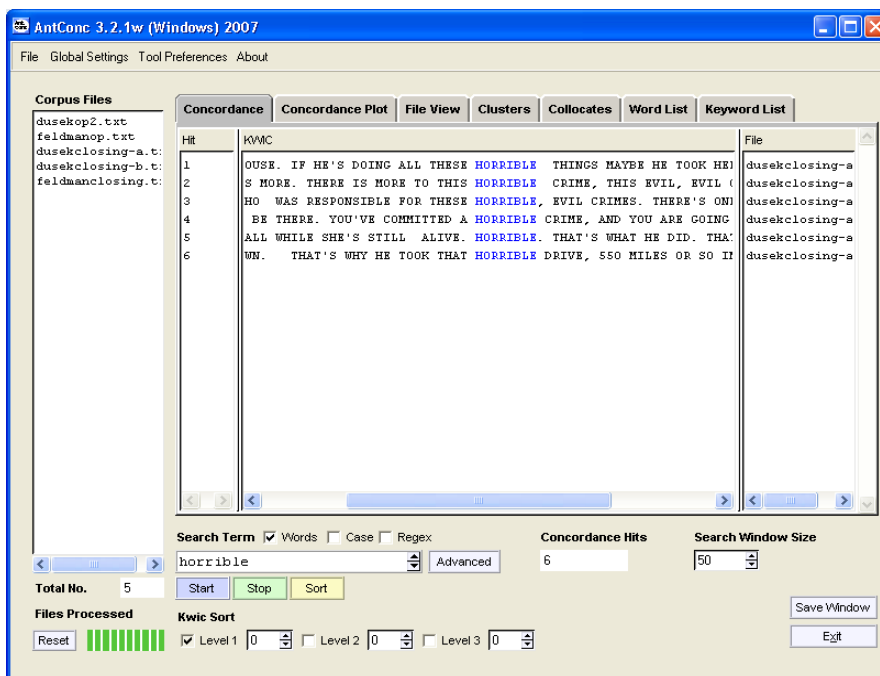 AntConc 3.2.1w (Windows) 2007
File Global Settings Tool Preferences About
Corpus Files
dusekop2.txt
feldmanop.txt
dusekclosing-a.t
dusekclosing-b.t
feldmanclosing.t
Total No. 5
Files Processed
Reset
Concordance Concordance Plot File View Clusters Collocates Word List Keyword List
Hit KWIC File
1 OUSE. IF HE'S DOING ALL THESE HORRIBLE THINGS MAYBE HE TOOK HE dusekclosing-a
2 S MORE. THERE IS MORE TO THIS HORRIBLE CRIME, THIS EVIL, EVIL dusekclosing-a
3 HO WAS RESPONSIBLE FOR THESE HORRIBLE, EVIL CRIMES. THERE'S ON dusekclosing-a
4 BE THERE. YOU'VE COMMITTED A HORRIBLE CRIME, AND YOU ARE GOING dusekclosing-a
5 ALL WHILE SHE'S STILL ALIVE. HORRIBLE. THAT'S WHAT HE DID. THA dusekclosing-a
6 WN. THAT'S WHY HE TOOK THAT HORRIBLE DRIVE, 550 MILES OR SO I dusekclosing-a
Search Term Words Case Regex Concordance Hits Search Window Size
horrible Advanced 6 50
Start Stop Sort
Kwic Sort
Level 1 0 Level 2 0 Level 3 0
Save Window
Exit